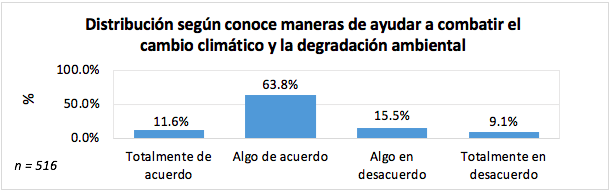 Distribución según conoce maneras de ayudar a combatir el
cambio climático y la degradación ambiental
100.0%
50.0%
0.0%
%
11.6%
63.8%
15.5%
9.1%
Totalmente de
acuerdo
Algo de acuerdo
Algo en
desacuerdo
Totalmente en
desacuerdo
n = 516